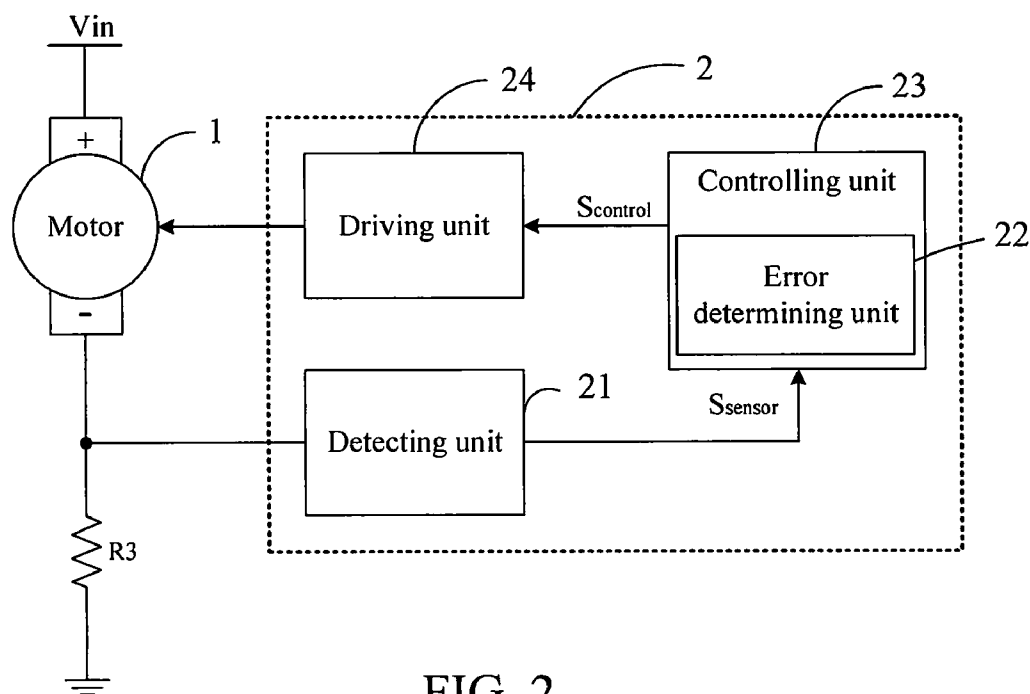 Vin
24
2
23
1
+
Controlling unit
Scontrol
Motor
Driving unit
22
Error
determining unit
-
21
Ssensor
Detecting unit
R3
FIG. 2